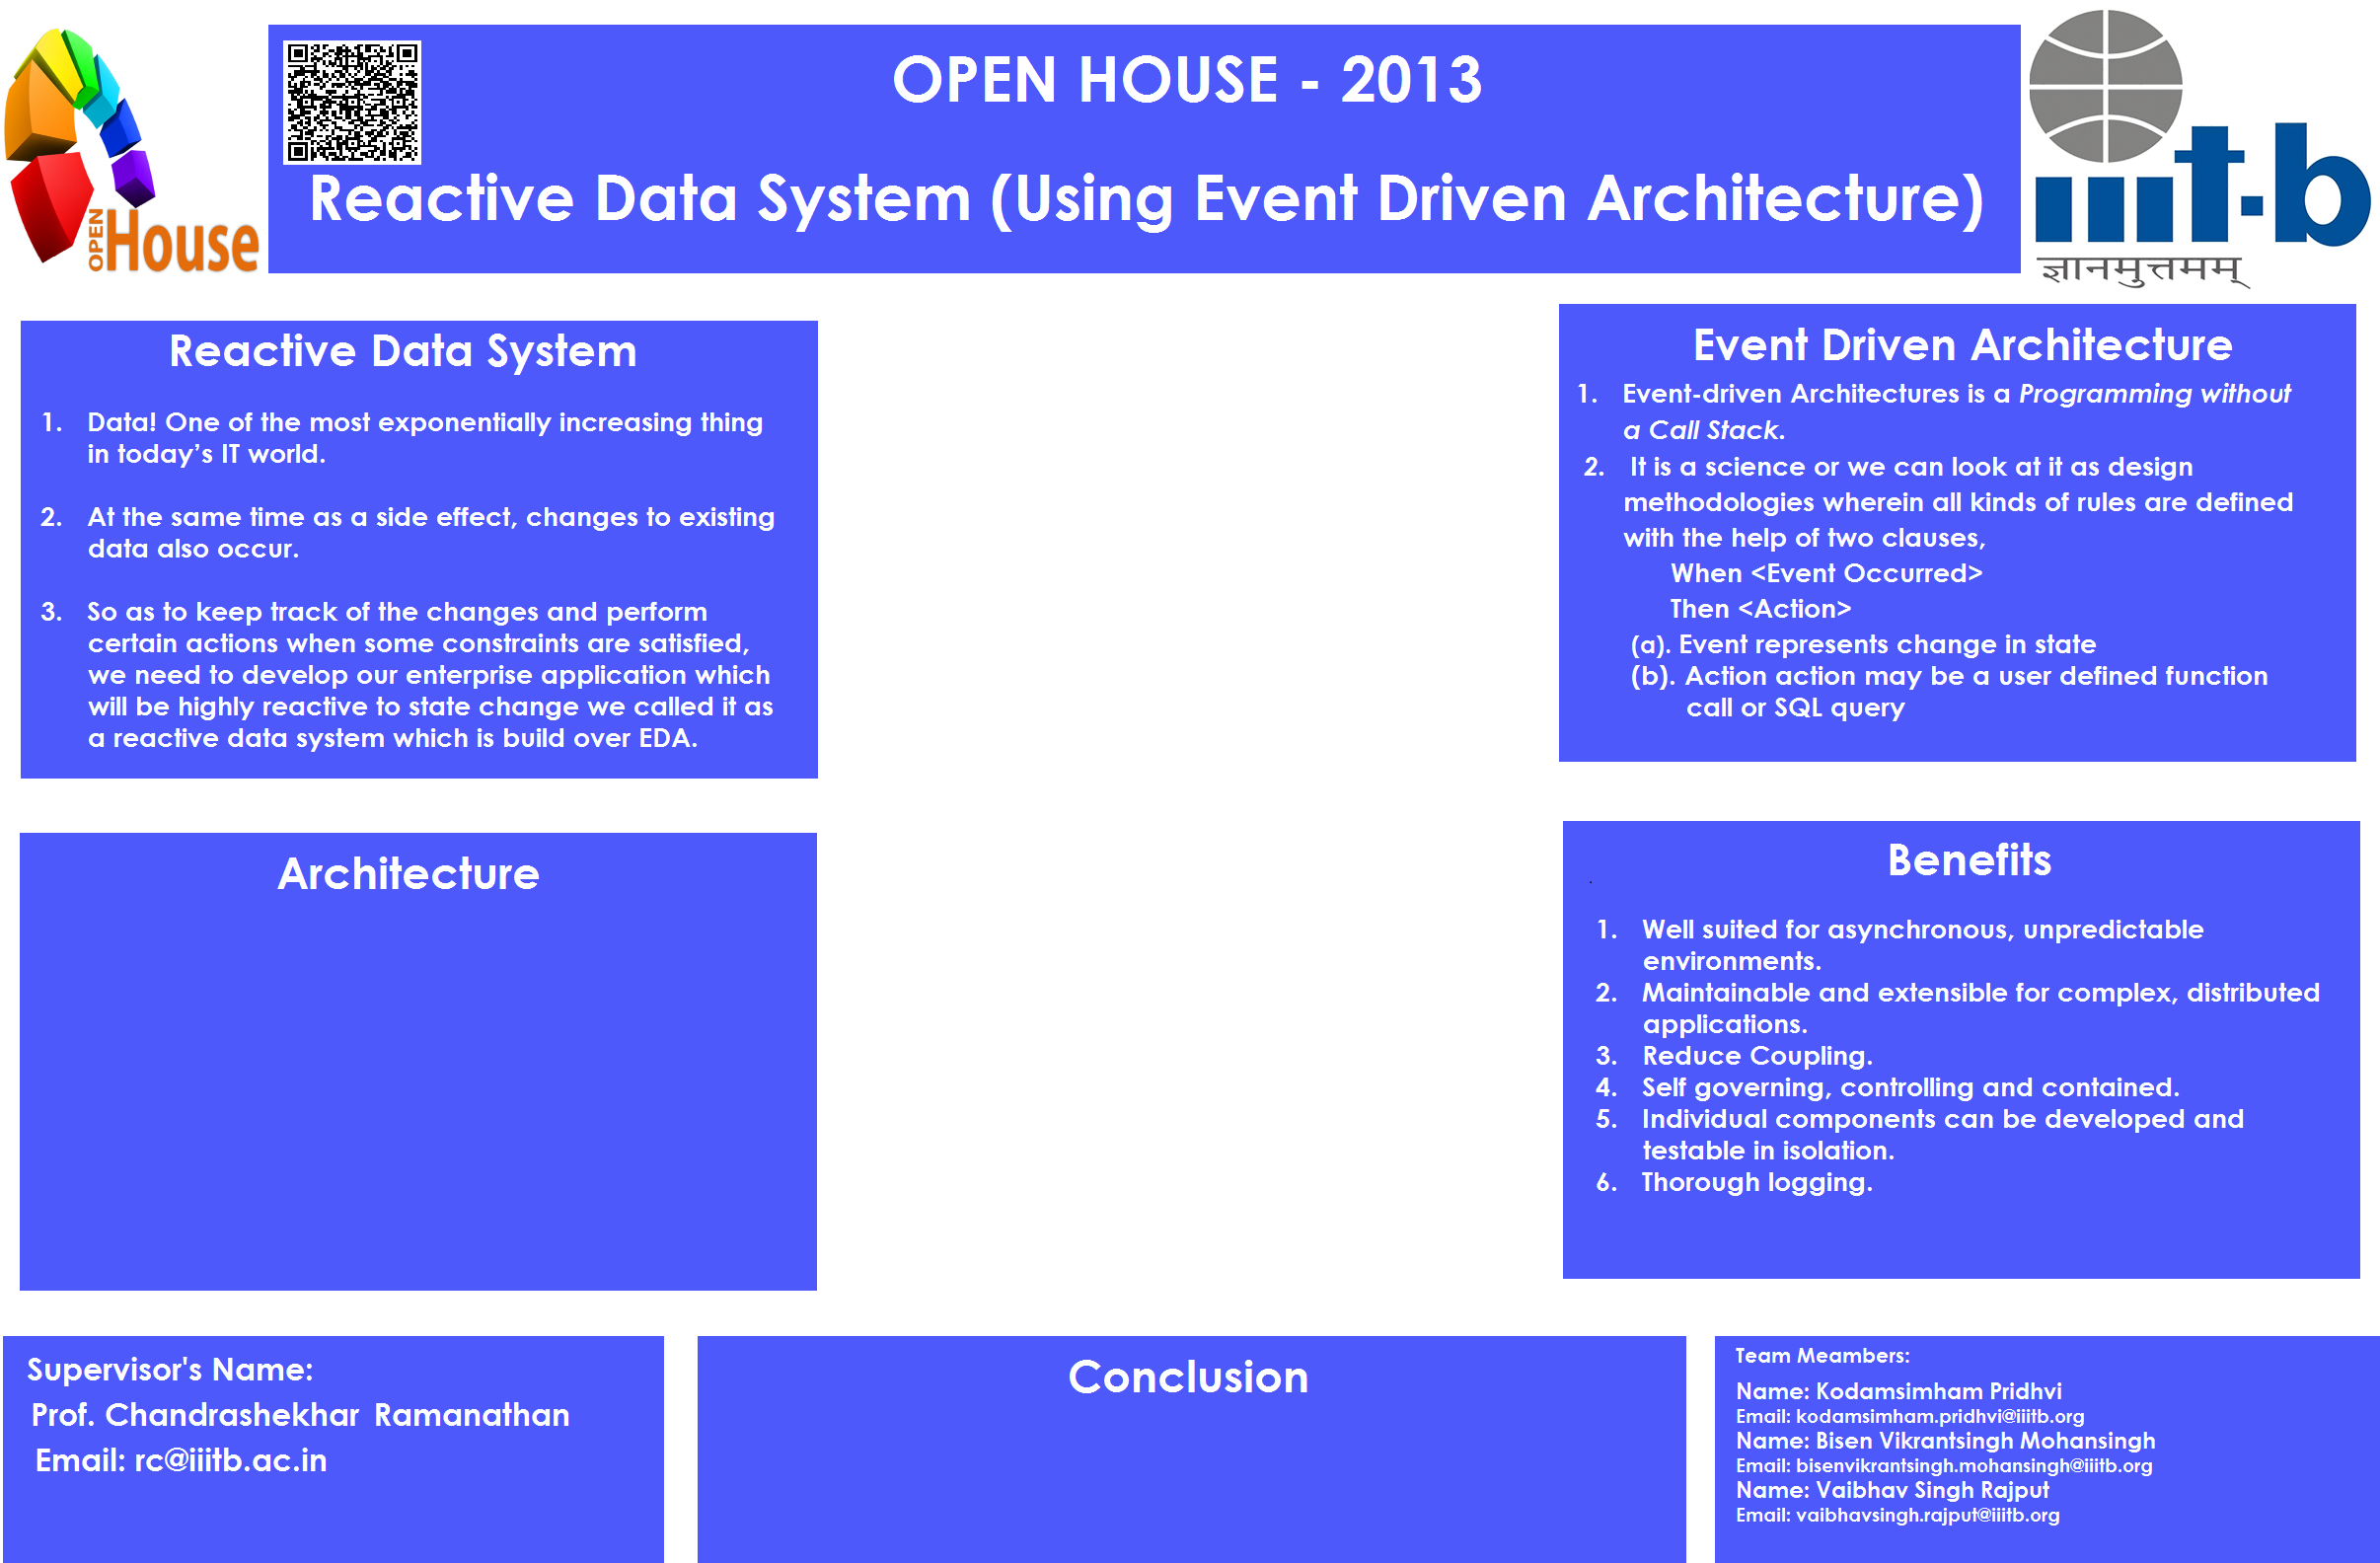 OPEN HOUSE - 2013
Reactive Data System (Using Event Driven Architecture)
OPEN
House
iiit-b
ज्ञानमुत्तमम्
Reactive Data System
1. Data! One of the most exponentially increasing thing
in today’s IT world.
2. At the same time as a side effect, changes to existing
data also occur.
3. So as to keep track of the changes and perform
certain actions when some constraints are satisfied,
we need to develop our enterprise application which
will be highly reactive to state change we called it as
a reactive data system which is build over EDA.
Event Driven Architecture
1. Event-driven Architectures is a Programming without
a Call Stack.
2. It is a science or we can look at it as design
methodologies wherein all kinds of rules are defined
with the help of two clauses,
When <Event Occurred>
Then <Action>
(a). Event represents change in state
(b). Action action may be a user defined function
call or SQL query
Architecture
Benefits
1. Well suited for asynchronous, unpredictable
environments.
2. Maintainable and extensible for complex, distributed
applications.
3. Reduce Coupling.
4. Self governing, controlling and contained.
5. Individual components can be developed and
testable in isolation.
6. Thorough logging.
Supervisor's Name:
Prof. Chandrashekhar Ramanathan
Email: rc@iiitb.ac.in
Conclusion
Team Meambers:
Name: Kodamsimham Pridhvi
Email: kodamsimham.pridhvi@iiitb.org
Name: Bisen Vikrantsingh Mohansingh
Email: bisenvikrantsingh.mohansingh@iiitb.org
Name: Vaibhav Singh Rajput
Email: vaibhavsingh.rajput@iiitb.org